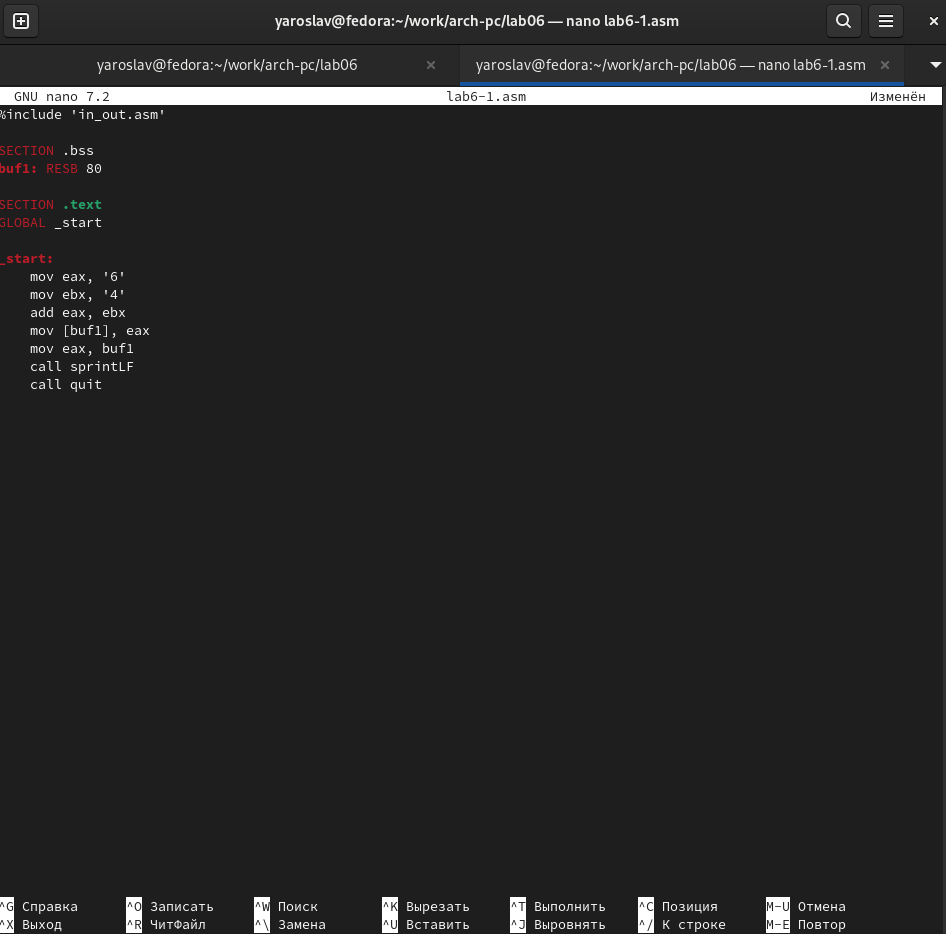 yaroslav@fedora:~/work/arch-pc/lab06 — nano lab6-1.asm
yaroslav@fedora:~/work/arch-pc/lab06
yaroslav@fedora:~/work/arch-pc/lab06 — nano lab6-1.asm
GNU nano 7.2 lab6-1.asm Изменён
%include 'in_out.asm'
SECTION .bss
buf1: RESB 80
SECTION .text
GLOBAL _start
_start:
mov eax, '6'
mov ebx, '4'
add eax, ebx
mov [buf1], eax
mov eax, buf1
call sprintLF
call quit
^G Справка ^O Записать ^W Поиск ^K Вырезать ^T Выполнить ^C Позиция M-U Отмена
^X Выход ^R ЧитФайл ^\ Замена ^U Вставить ^J Выровнять ^/ К строке M-E Повтор